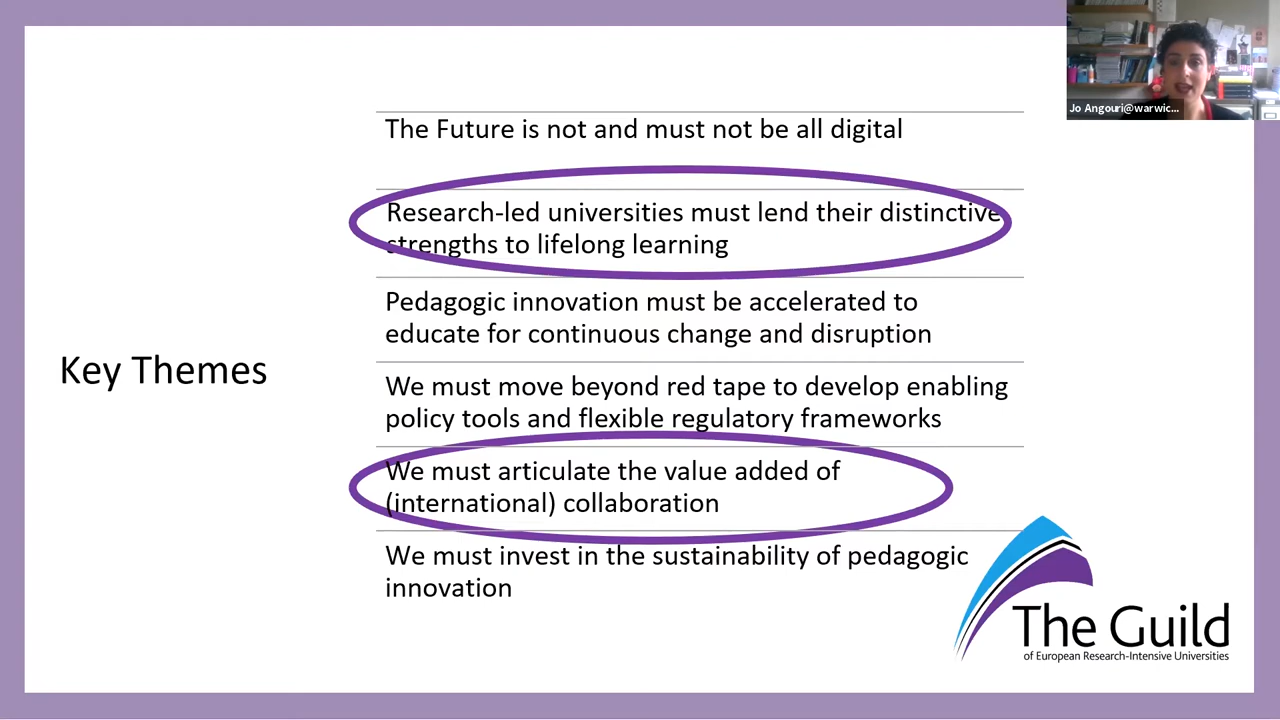 Jo Angouri@warwic...
The Future is not and must not be all digital
Research-led universities must lend their distinctive
strengths to lifelong learning
Pedagogic innovation must be accelerated to
educate for continuous change and disruption
Key Themes
We must move beyond red tape to develop enabling
policy tools and flexible regulatory frameworks
We must articulate the value added of
(international) collaboration
We must invest in the sustainability of pedagogic
innovation
The Guild
of European Research-Intensive Universities